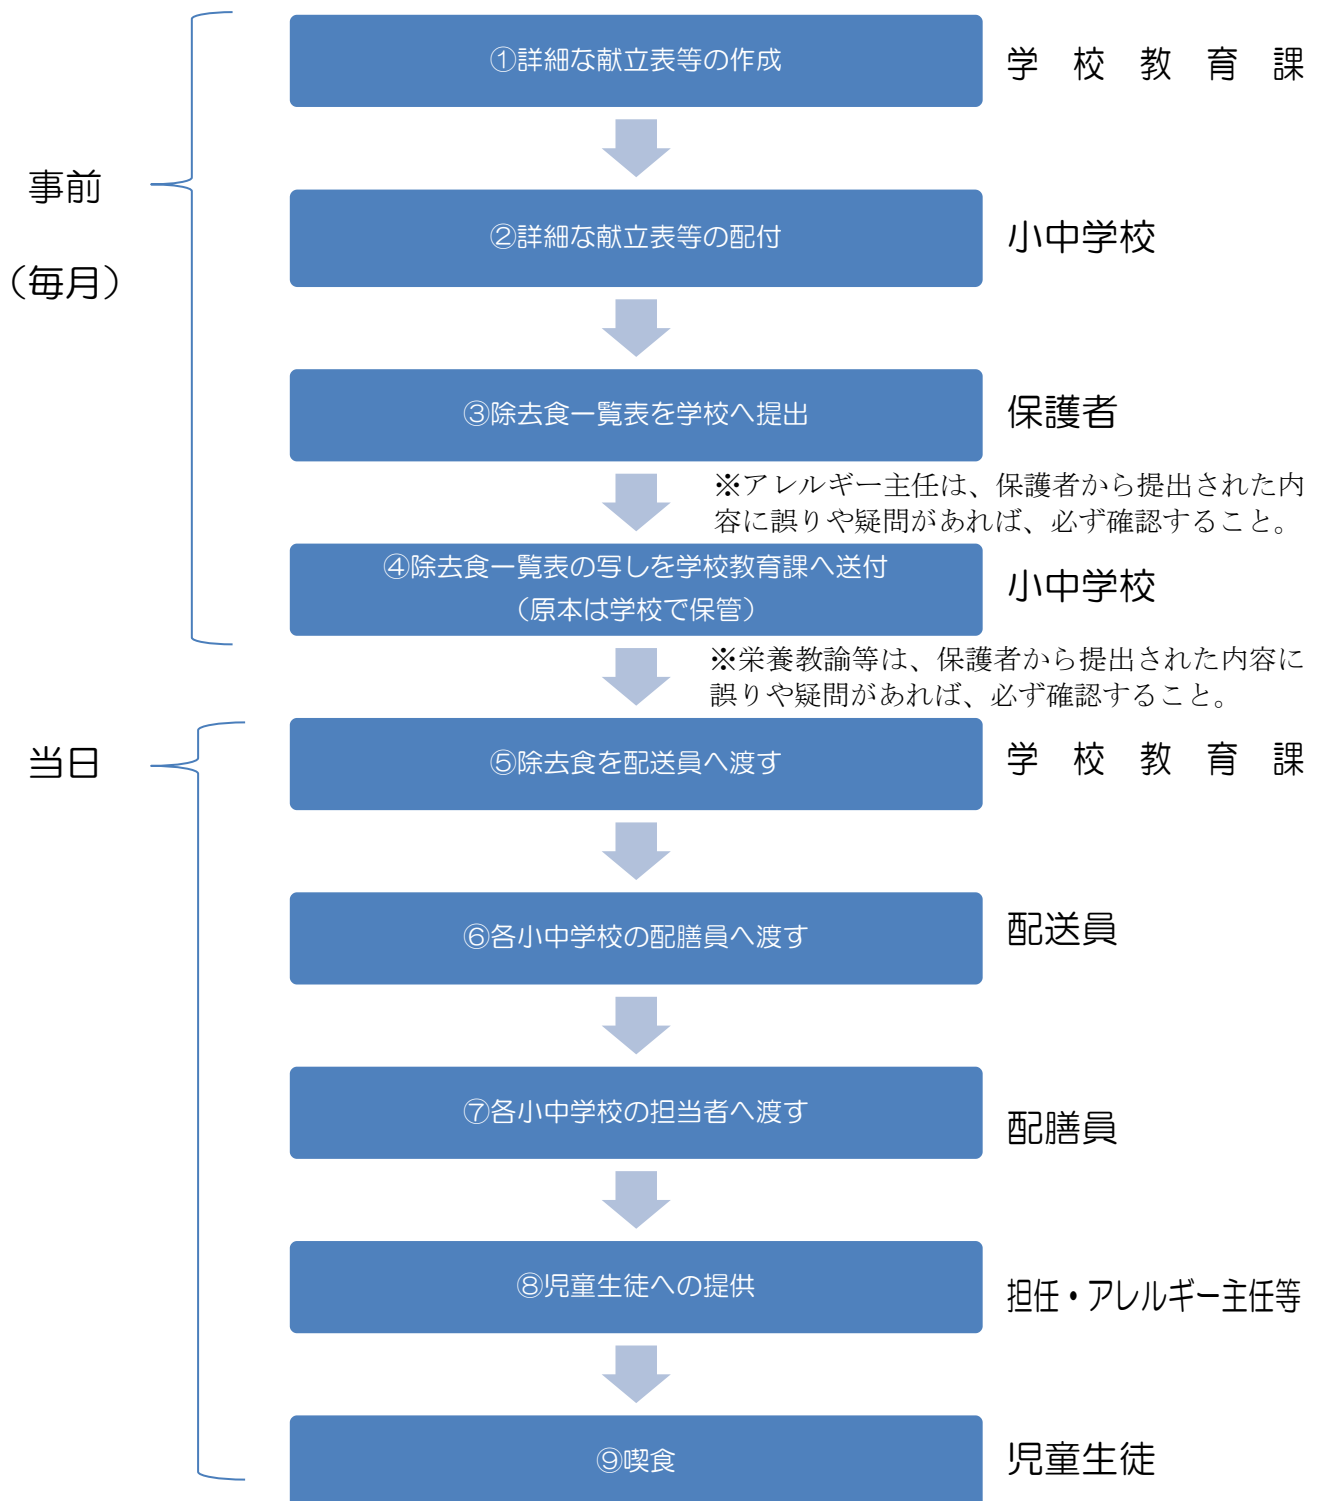 ①詳細な献立表等の作成
学校教育課
事前
（毎月）
②詳細な献立表等の配付
小中学校
③除去食一覧表を学校へ提出
保護者
※アレルギー主任は、保護者から提出された内
容に誤りや疑問があれば、必ず確認すること。
④除去食一覧表の写しを学校教育課へ送付
（原本は学校で保管）
小中学校
※栄養教諭等は、保護者から提出された内容に
誤りや疑問があれば、必ず確認すること。
当日
⑤除去食を配送員へ渡す
学校教育課
⑥各小中学校の配膳員へ渡す
配送員
⑦各小中学校の担当者へ渡す
配膳員
⑧児童生徒への提供
担任・アレルギー主任等
⑨喫食
児童生徒